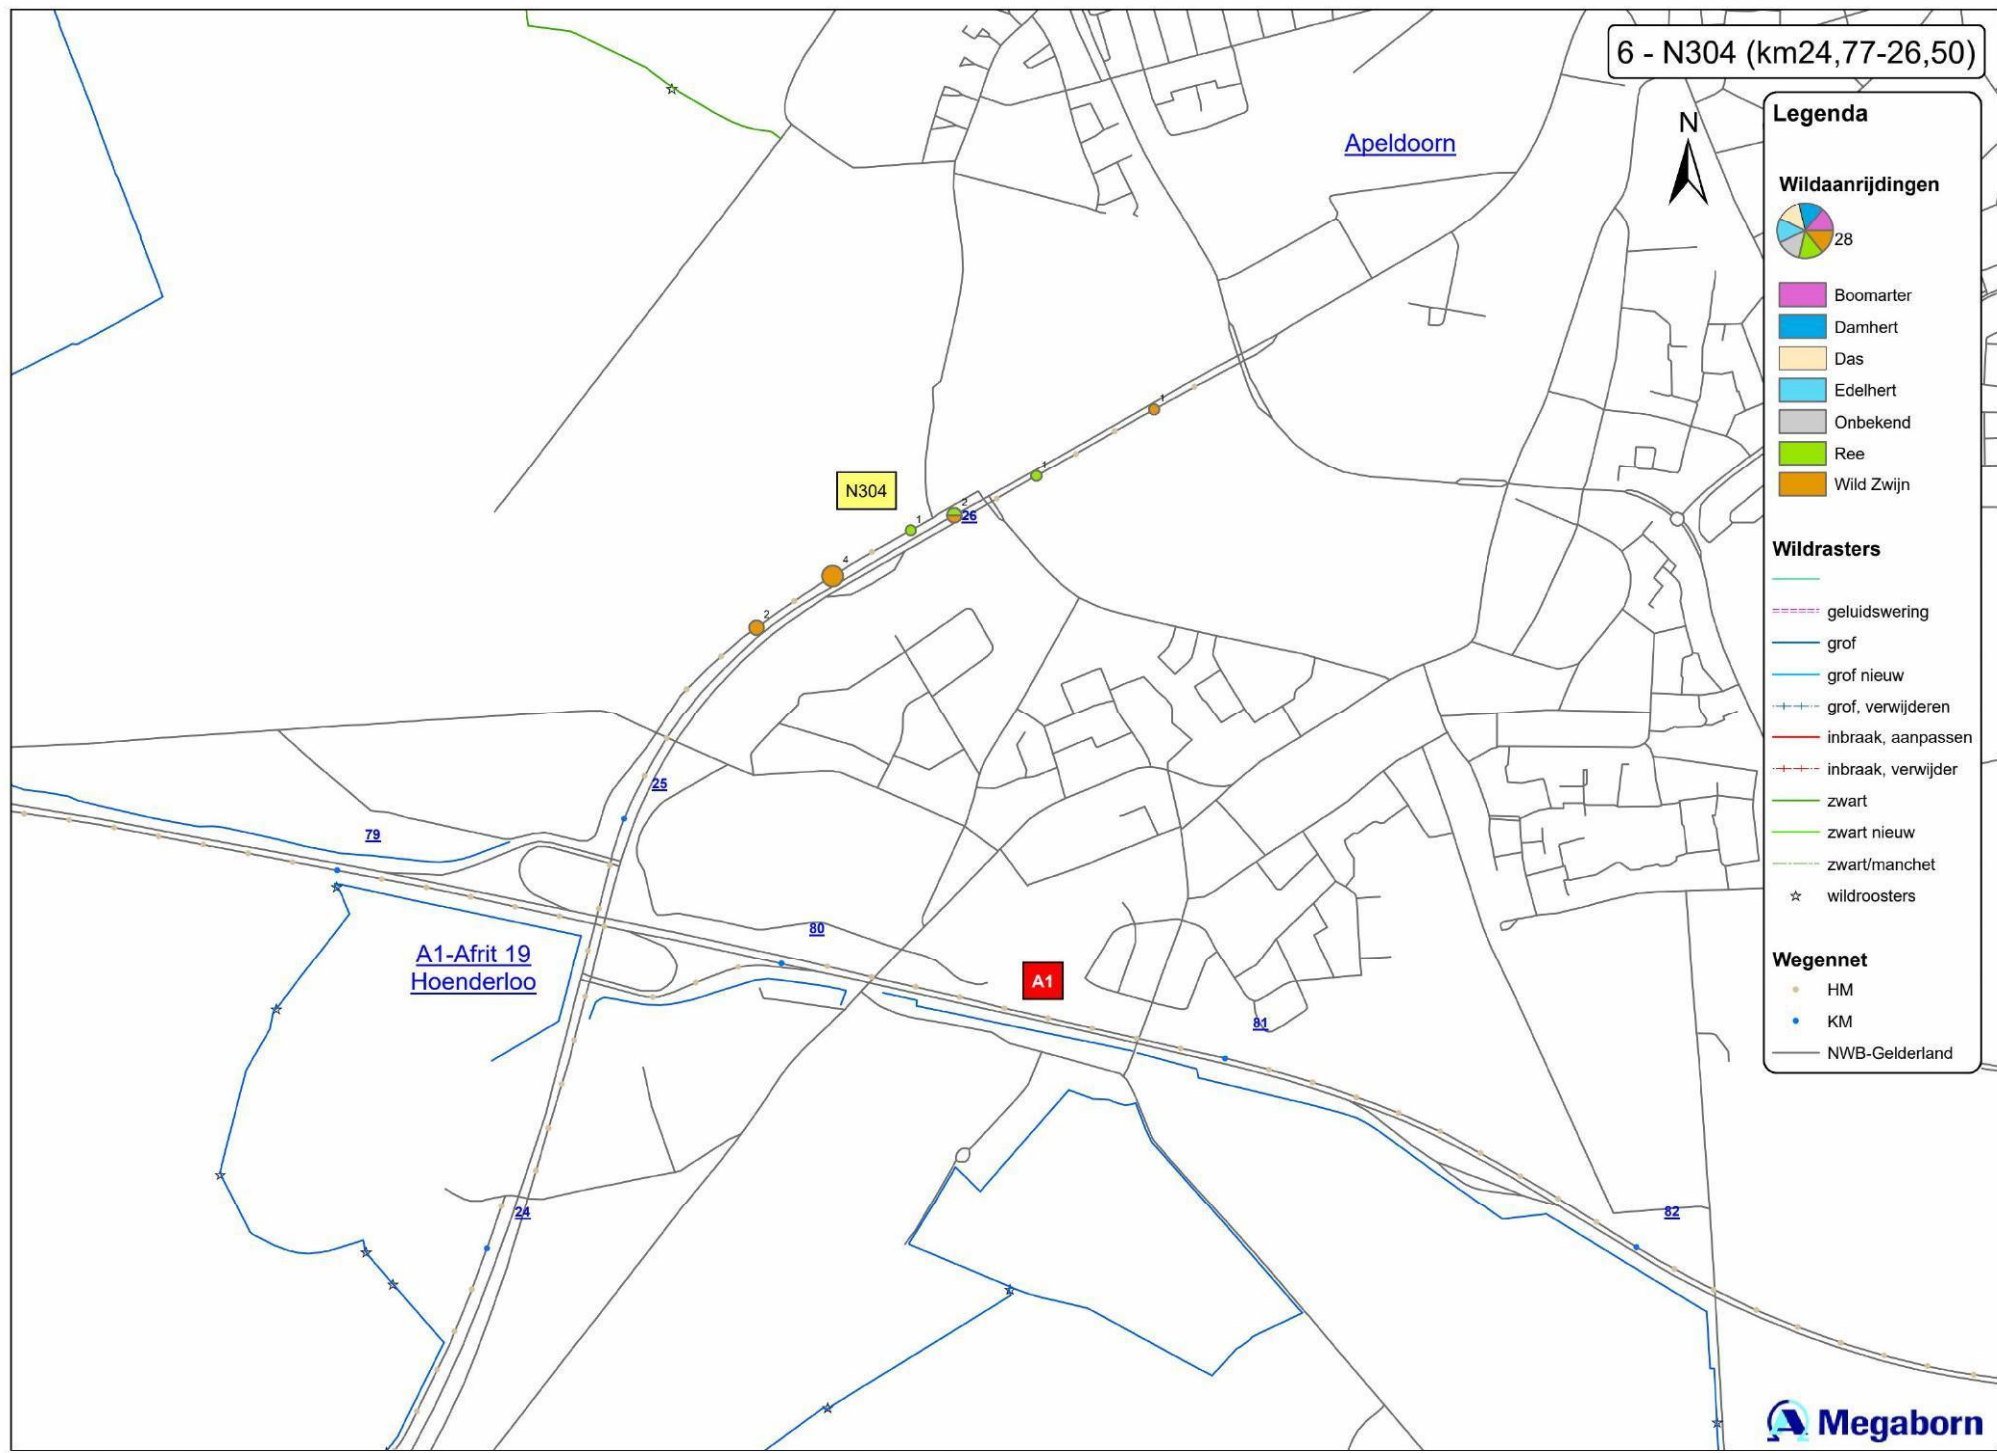 6 - N304 (km24,77-26,50)
Legenda
N
Apeldoorn
Wildaanrijdingen
28
Boomarter
Damhert
Das
Edelhert
Onbekend
Ree
Wild Zwijn
Wildrasters
geluidswering
grof
grof nieuw
grof, verwijderen
inbraak, aanpassen
inbraak, verwijder
zwart
zwart nieuw
zwart/manchet
wildroosters
Wegennet
HM
KM
NWB-Gelderland
1
1
N304
2
26
1
4
2
25
79
80
A1-Afrit 19
Hoenderloo
A1
81
24
82
Megaborn